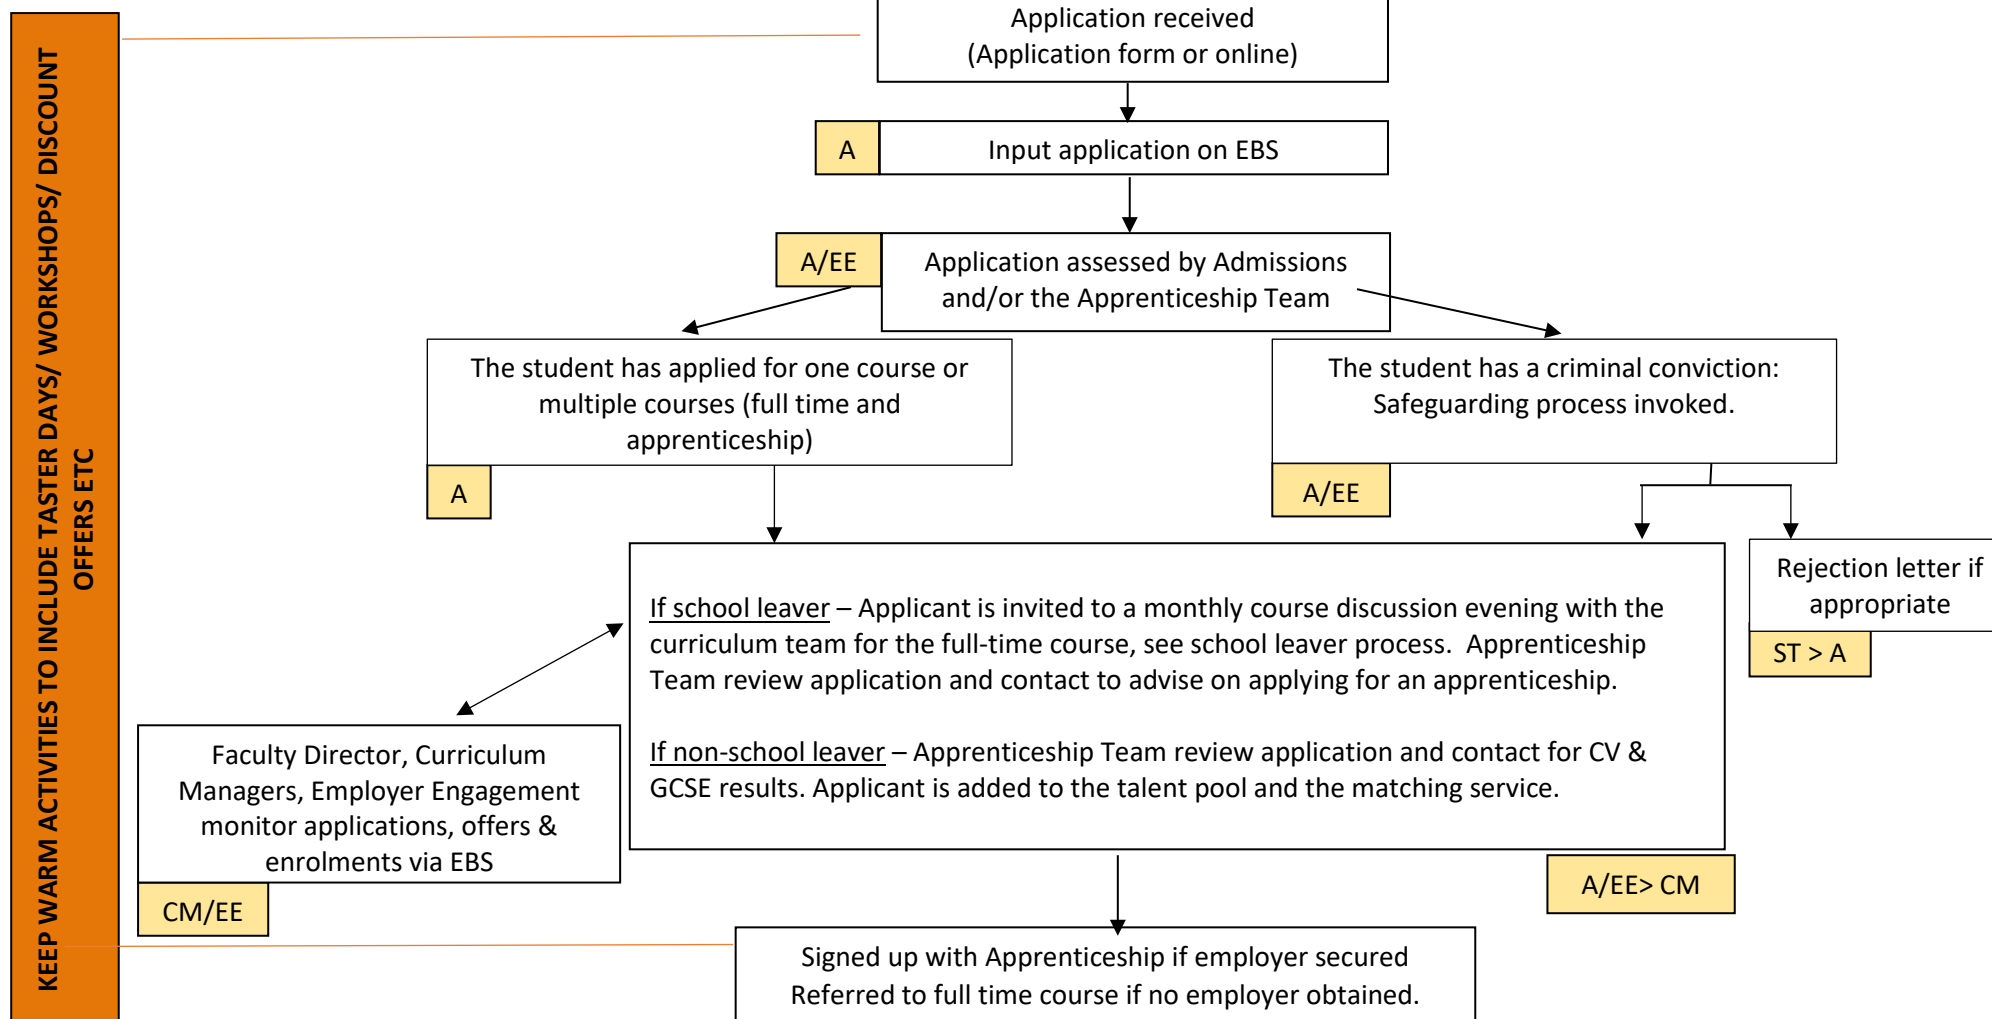 KEEP WARM ACTIVITIES TO INCLUDE TASTER DAYS/ WORKSHOPS/ DISCOUNT
OFFERS ETC
Application received
(Application form or online)
A
Input application on EBS
A/EE
Application assessed by Admissions
and/or the Apprenticeship Team
The student has applied for one course or
multiple courses (full time and
apprenticeship)
A
The student has a criminal conviction:
Safeguarding process invoked.
A/EE
Rejection letter if
appropriate
ST > A
If school leaver – Applicant is invited to a monthly course discussion evening with the
curriculum team for the full-time course, see school leaver process.  Apprenticeship
Team review application and contact to advise on applying for an apprenticeship.
If non-school leaver – Apprenticeship Team review application and contact for CV &
GCSE results. Applicant is added to the talent pool and the matching service.
A/EE> CM
Faculty Director, Curriculum
Managers, Employer Engagement
monitor applications, offers &
enrolments via EBS
CM/EE
Signed up with Apprenticeship if employer secured
Referred to full time course if no employer obtained.